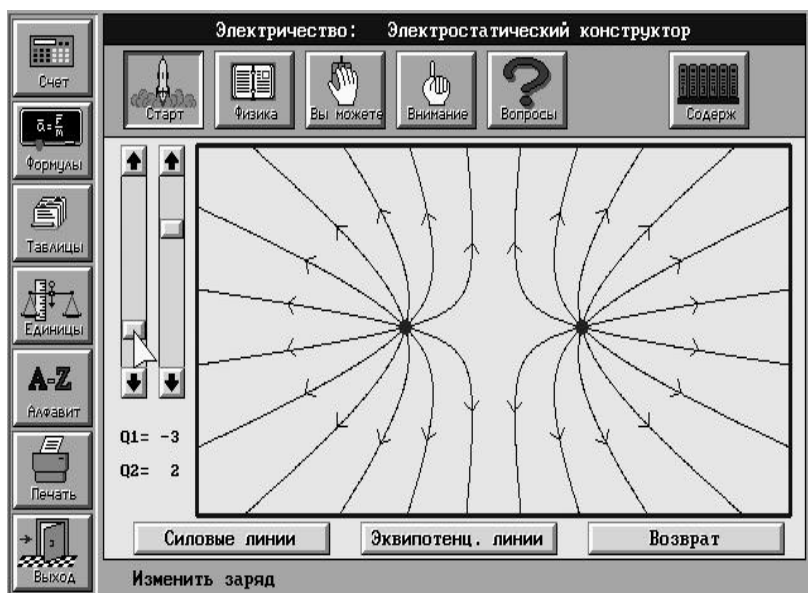 Электричество: Электростатический конструктор
Счет
Формулы
Таблицы
Единицы
A-Z
Алфавит
Печать
Выход
Старт
Физика
Вы можете
Внимание
Вопросы
Содерж
a = F
m
Q1= -3
Q2= 2
Силовые линии Эквипотенц. линии Возврат
Изменить заряд